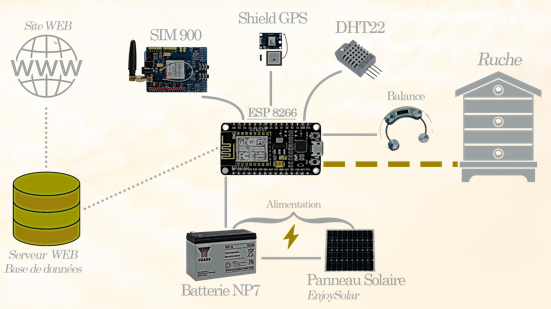 Site WEB
WWW
SIM 900
Shield GPS
DHT22
Ruche
ESP 8266
Balance
Serveur WEB
Base de données
Alimentation
YUASA
Batterie NP7
Panneau Solaire
EnjoySolar